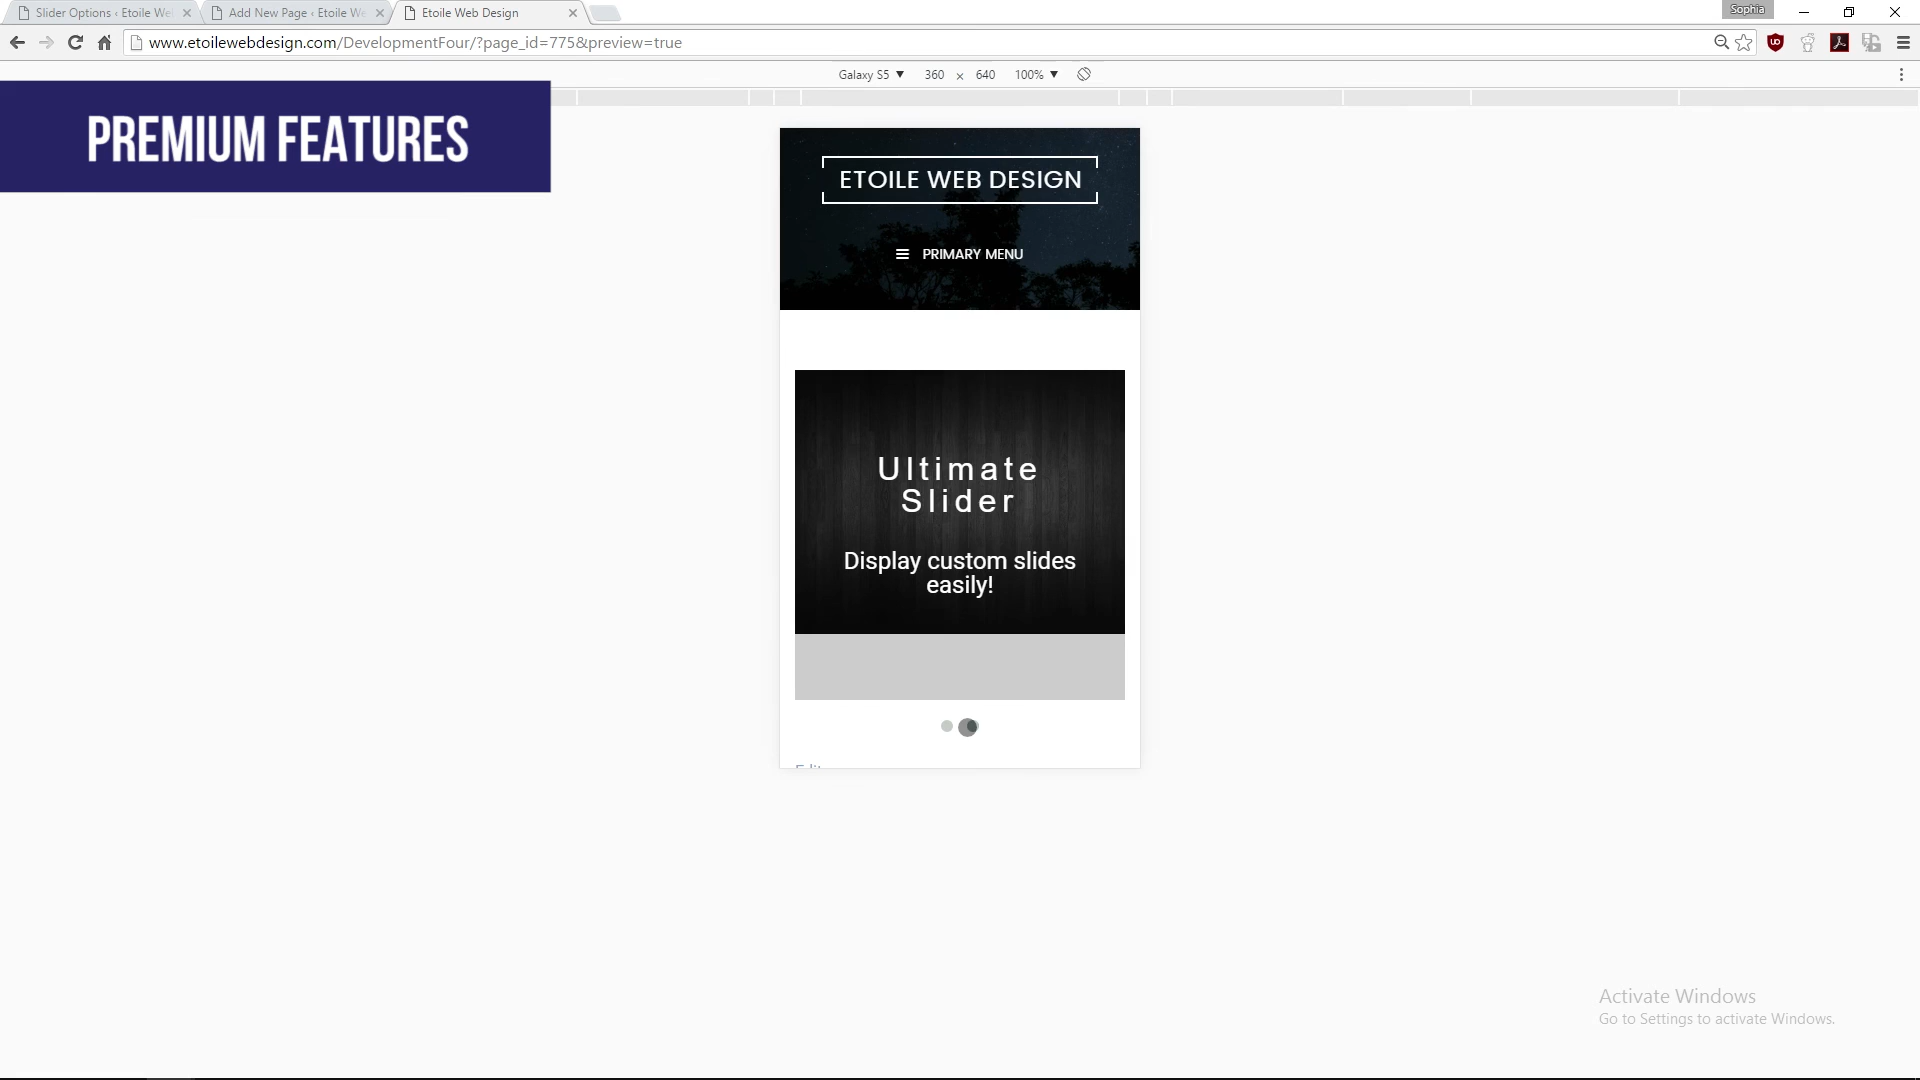 Slider Options ‹ Etoile We
Add New Page ‹ Etoile We
Etoile Web Design
Sophia
www.etoilewebdesign.com/DevelopmentFour/?page_id=775&preview=true
Galaxy S5 ▼ 360 x 640 100% ▼
PREMIUM FEATURES
ETOILE WEB DESIGN
PRIMARY MENU
Ultimate
Slider
Display custom slides
easily!
Edit
Activate Windows
Go to Settings to activate Windows.